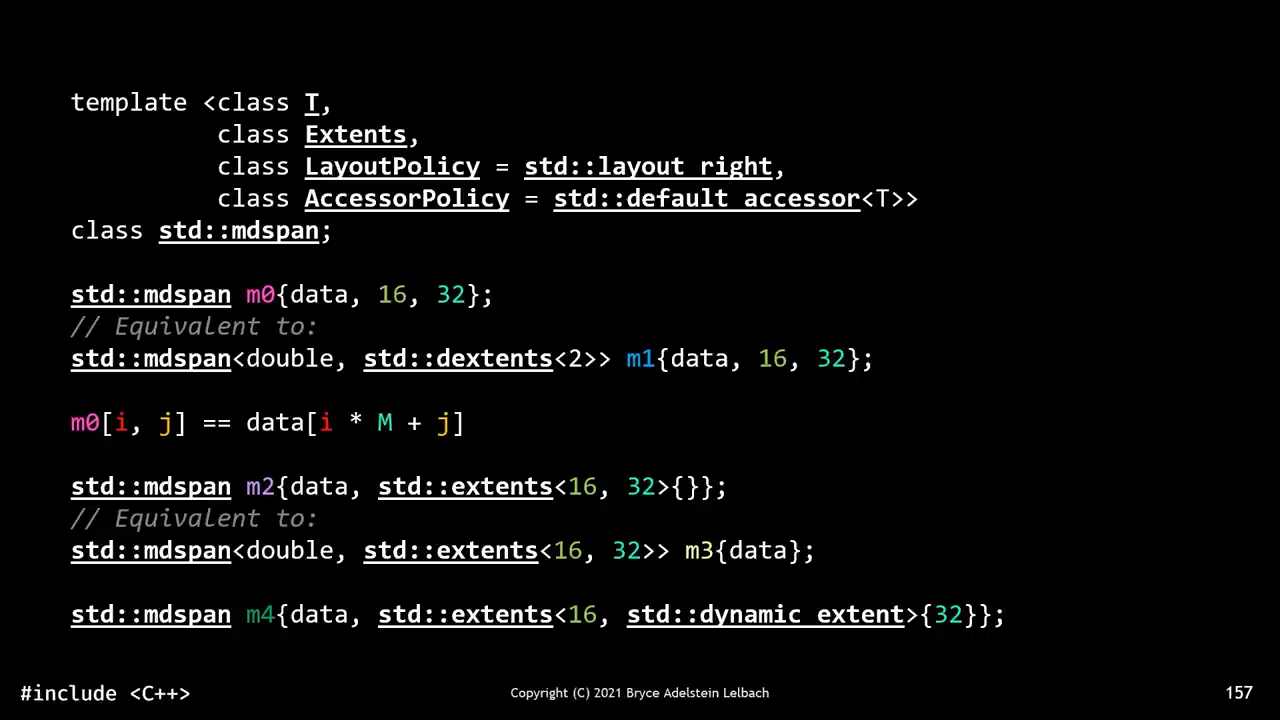 template <class T,
class Extents,
class LayoutPolicy = std::layout_right,
class AccessorPolicy = std::default_accessor<T>>
class std::mdspan;
std::mdspan m0{data, 16, 32};
// Equivalent to:
std::mdspan<double, std::dextents<2>> m1{data, 16, 32};
m0[i, j] == data[i * M + j]
std::mdspan m2{data, std::extents<16, 32>{}};
// Equivalent to:
std::mdspan<double, std::extents<16, 32>> m3{data};
std::mdspan m4{data, std::extents<16, std::dynamic_extent>{32}};
#include <C++>
Copyright (C) 2021 Bryce Adelstein Lelbach
157